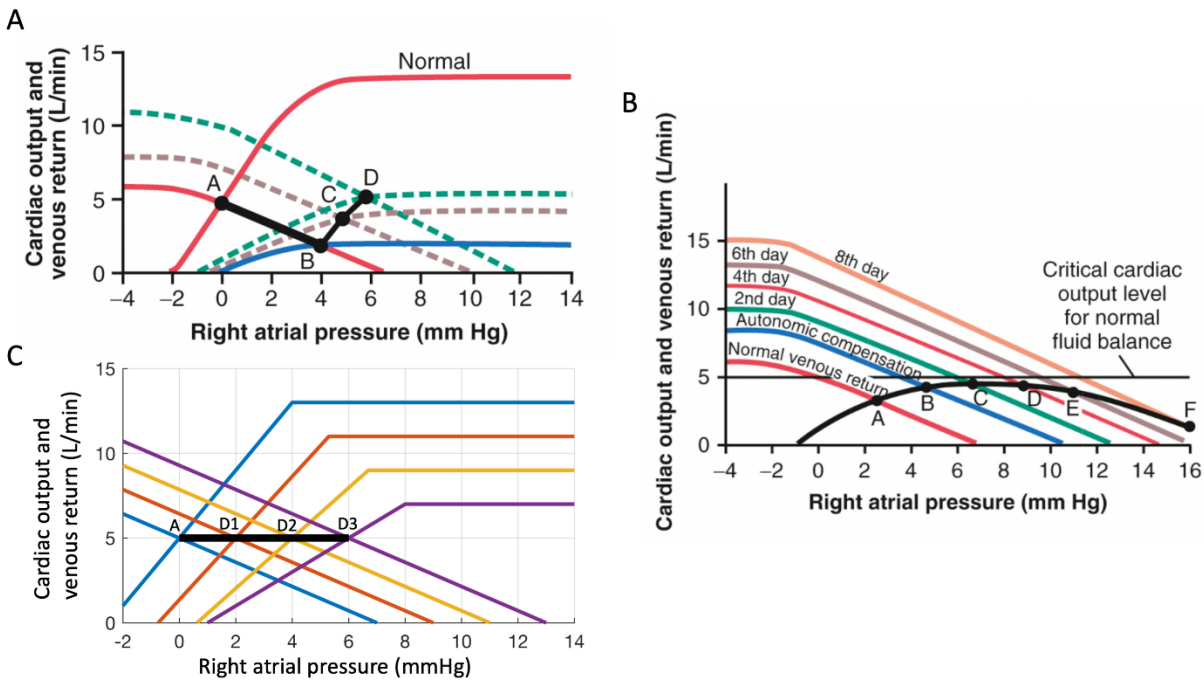 A
Cardiac output and
venous return (L/min)
15
10
5
0
Normal
A
B
C
D
–4 –2 0 2 4 6 8 10 12 14
Right atrial pressure (mm Hg)
B
Cardiac output and venous return (L/min)
15
10
5
0
8th day
6th day
4th day
2nd day
Autonomic compensation
Normal venous return
Critical cardiac
output level
for normal
fluid balance
A
B
C
D
E
F
–4 –2 0 2 4 6 8 10 12 14 16
Right atrial pressure (mm Hg)
C
Cardiac output and
venous return (L/min)
15
10
5
0
A D1 D2 D3
-2 0 2 4 6 8 10 12 14
Right atrial pressure (mmHg)